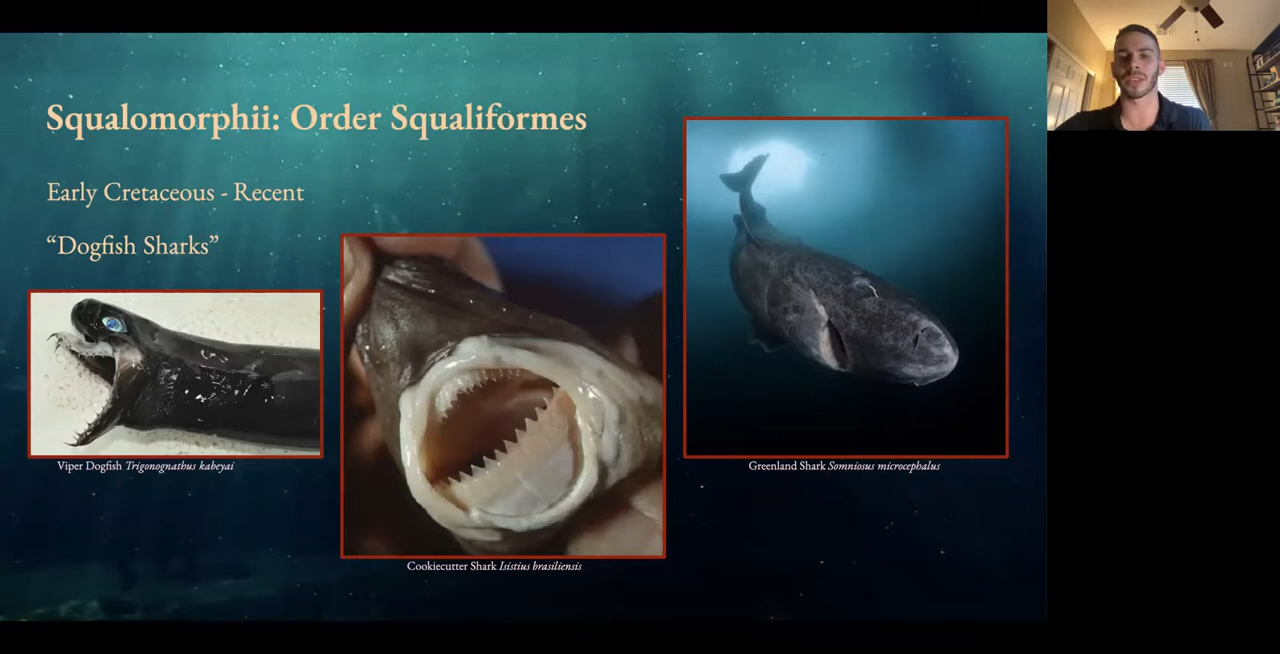 Squalomorphii: Order Squaliformes
Early Cretaceous - Recent
“Dogfish Sharks”
Viper Dogfish Trigonognathus kabeyai
Cookiecutter Shark Isistius brasiliensis
Greenland Shark Somniosus microcephalus